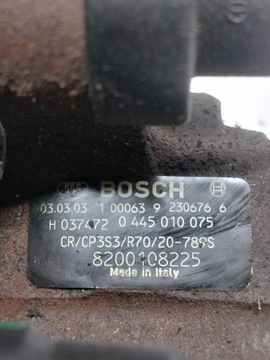 BOSCH
03.03.03 1 00063 9 230676 6
H 037472 0 445 010 075
CR/CP3S3/R70/20-789S
8200108225
Made in Italy